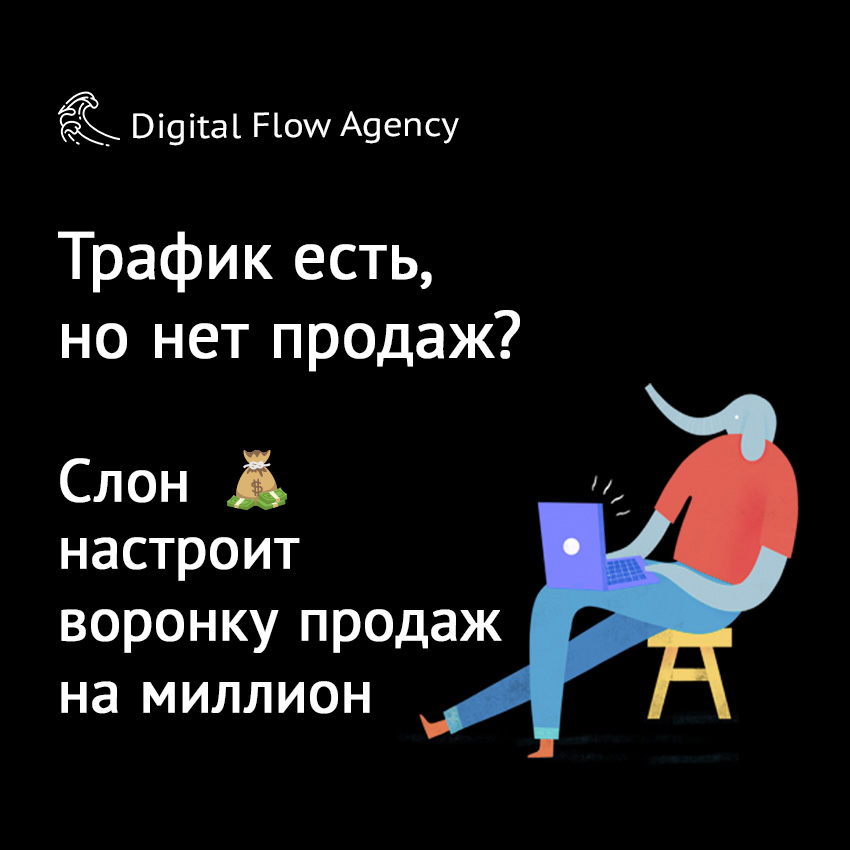 Digital Flow Agency
Трафик есть,
но нет продаж?
Слон
настроит
воронку продаж
на миллион